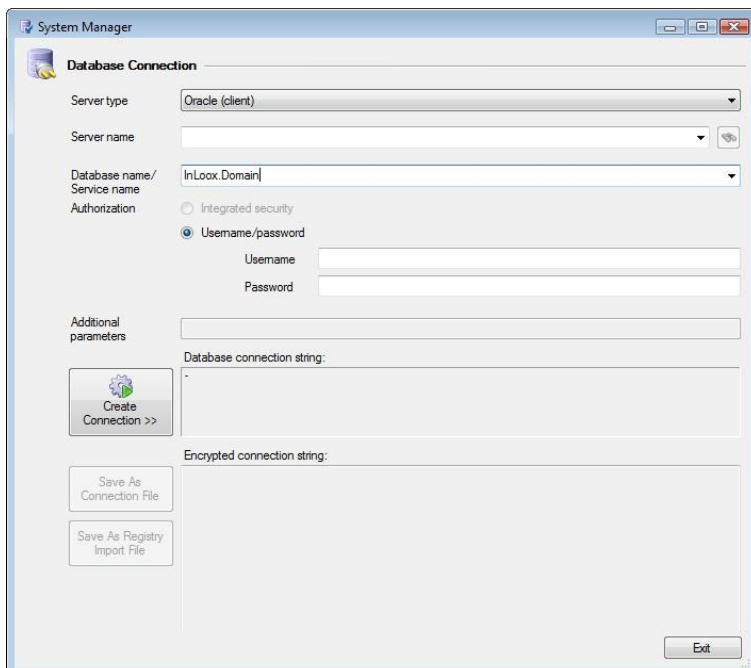 System Manager
Database Connection
Server type
Oracle (client)
Server name
Database name/
Service name
InLoox.Domain
Authorization
Integrated security
Username/password
Username
Password
Additional
parameters
Database connection string:
-
Create
Connection >>
Encrypted connection string:
Save As
Connection File
Save As Registry
Import File
Exit